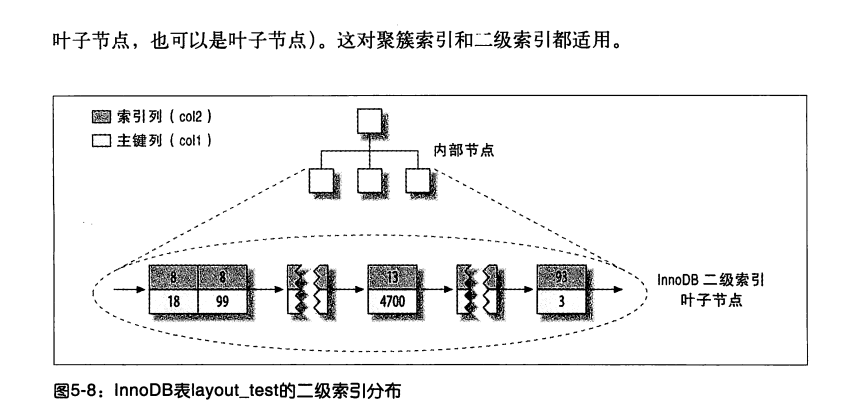 叶子节点，也可以是叶子节点）。这对聚簇索引和二级索引都适用。
索引列（col2）
主键列（col1）
内部节点
8 8 13 93
18 99 4700 3
InnoDB 二级索引
叶子节点
图5-8：InnoDB表layout_test的二级索引分布